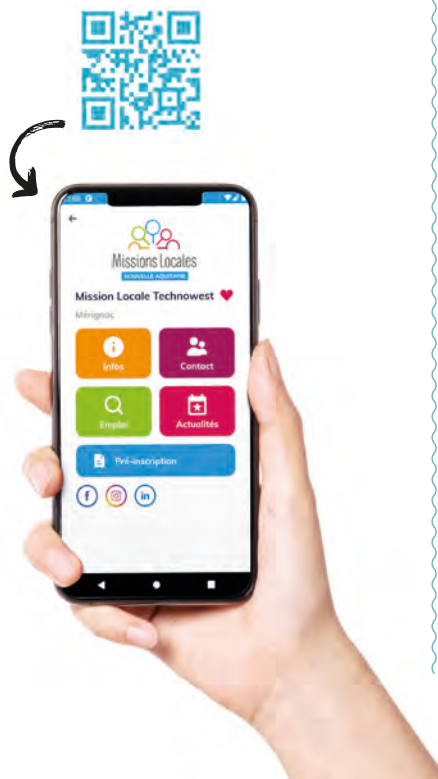 Missions Locales
NOUVELLE-AQUITAINE
Mission Locale Technowest
Mérignac
Infos
Contact
Emploi
Actualités
Pré-inscription